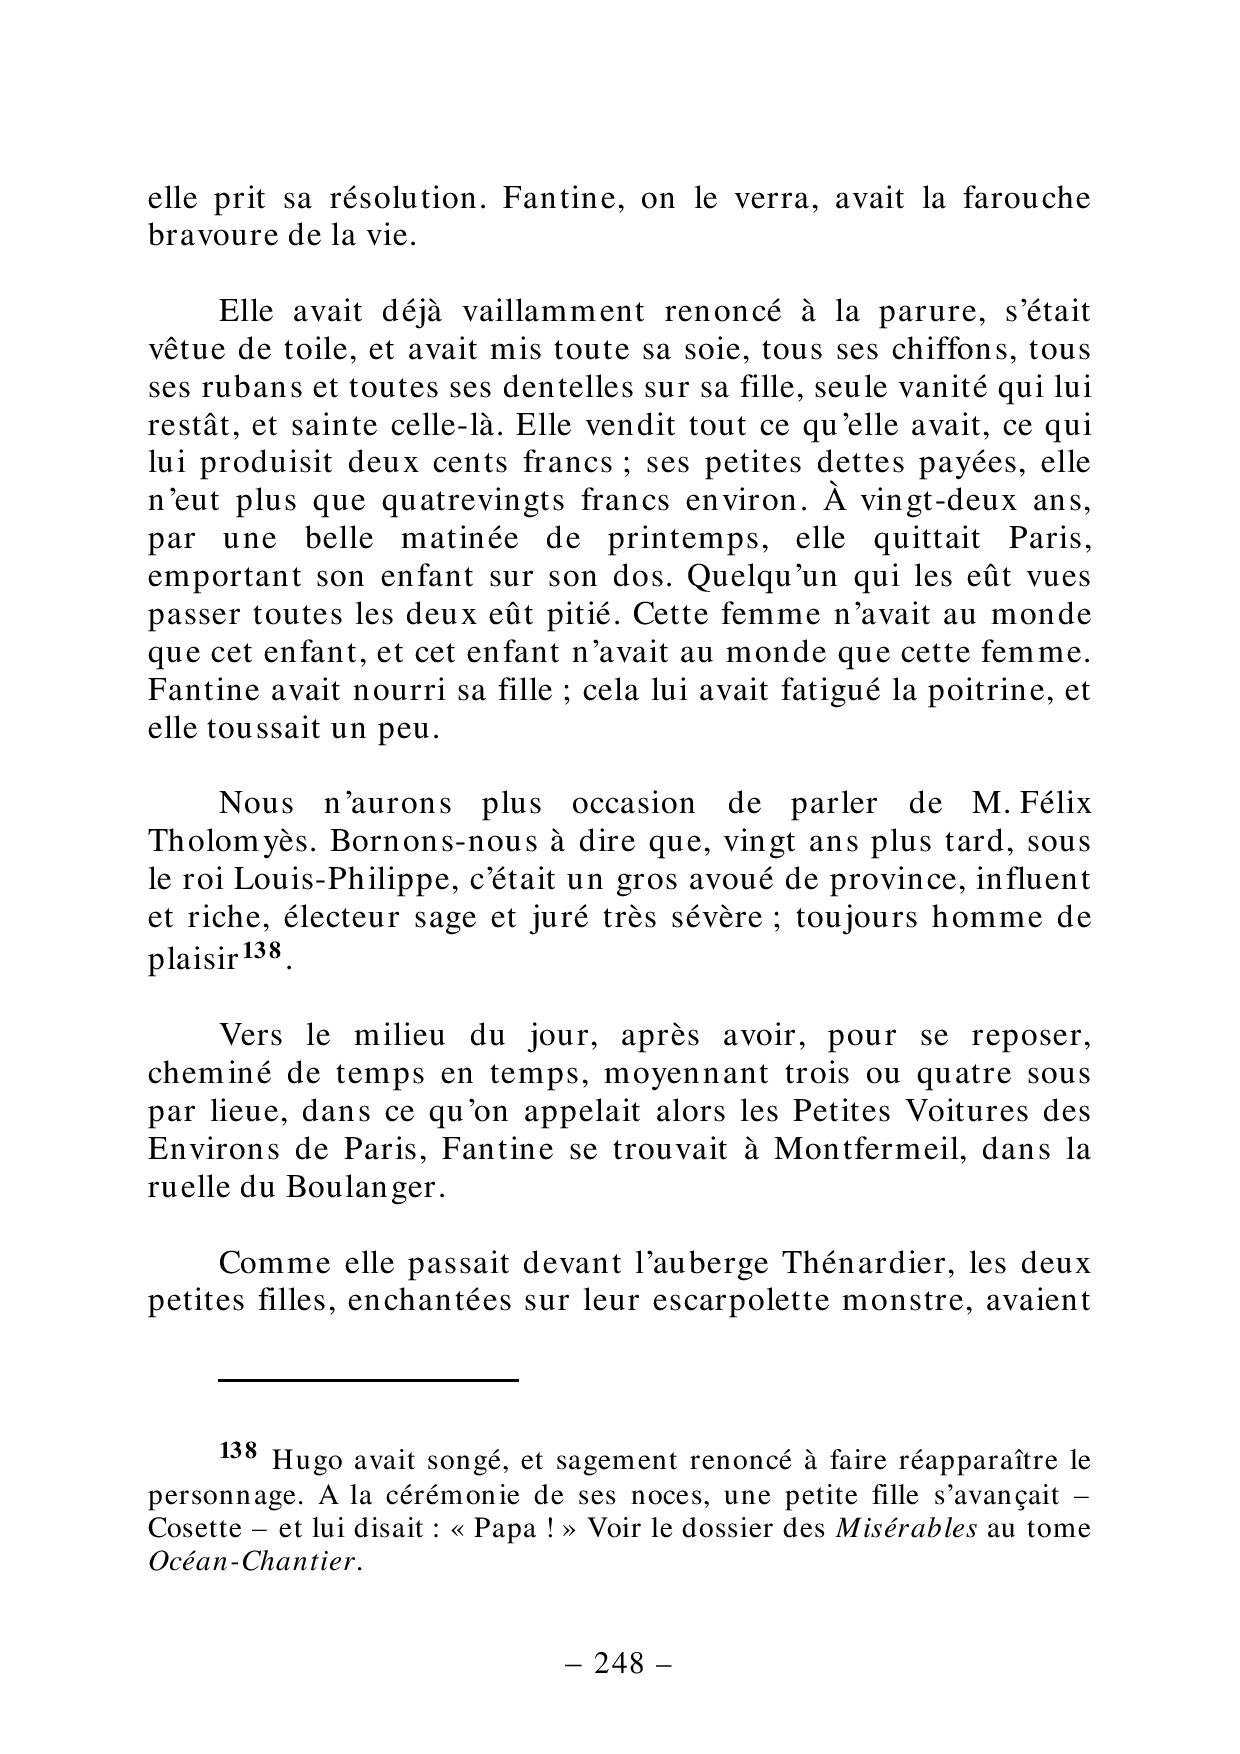 elle prit sa résolution. Fantine, on le verra, avait la farouche
bravoure de la vie.
Elle avait déjà vaillamment renoncé à la parure, s’était
vêtue de toile, et avait mis toute sa soie, tous ses chiffons, tous
ses rubans et toutes ses dentelles sur sa fille, seule vanité qui lui
restât, et sainte celle-là. Elle vendit tout ce qu’elle avait, ce qui
lui produisit deux cents francs ; ses petites dettes payées, elle
n’eut plus que quatrevingts francs environ. À vingt-deux ans,
par une belle matinée de printemps, elle quittait Paris,
emportant son enfant sur son dos. Quelqu’un qui les eût vues
passer toutes les deux eût pitié. Cette femme n’avait au monde
que cet enfant, et cet enfant n’avait au monde que cette femme.
Fantine avait nourri sa fille ; cela lui avait fatigué la poitrine, et
elle toussait un peu.
Nous n’aurons plus occasion de parler de M. Félix
Tholomyès. Bornons-nous à dire que, vingt ans plus tard, sous
le roi Louis-Philippe, c’était un gros avoué de province, influent
et riche, électeur sage et juré très sévère ; toujours homme de
plaisir138.
Vers le milieu du jour, après avoir, pour se reposer,
cheminé de temps en temps, moyennant trois ou quatre sous
par lieue, dans ce qu’on appelait alors les Petites Voitures des
Environs de Paris, Fantine se trouvait à Montfermeil, dans la
ruelle du Boulanger.
Comme elle passait devant l’auberge Thénardier, les deux
petites filles, enchantées sur leur escarpolette monstre, avaient
138 Hugo avait songé, et sagement renoncé à faire réapparaître le
personnage. A la cérémonie de ses noces, une petite fille s’avançait –
Cosette – et lui disait : « Papa ! » Voir le dossier des Misérables au tome
Océan-Chantier.
– 248 –